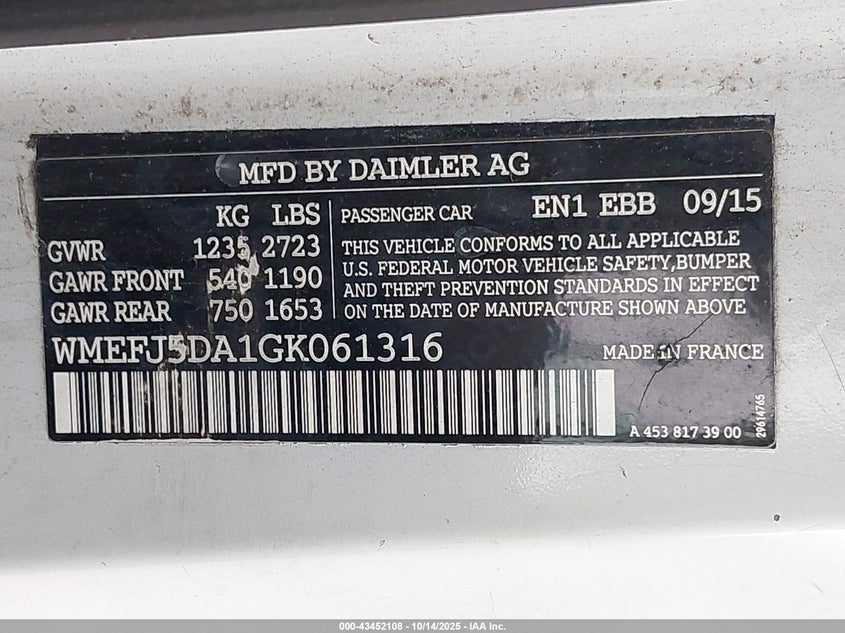 MFD BY DAIMLER AG
KG LBS
GVWR 1235 2723
GAWR FRONT 540 1190
GAWR REAR 750 1653
PASSENGER CAR EN1 EBB 09/15
THIS VEHICLE CONFORMS TO ALL APPLICABLE
U.S. FEDERAL MOTOR VEHICLE SAFETY,BUMPER
AND THEFT PREVENTION STANDARDS IN EFFECT
ON THE DATE OF MANUFACTURE SHOWN ABOVE
WMEFJ5DA1GK061316 MADE IN FRANCE
A 453 817 39 00
29614765
000-43452108 - 10/14/2025 - IAA Inc.